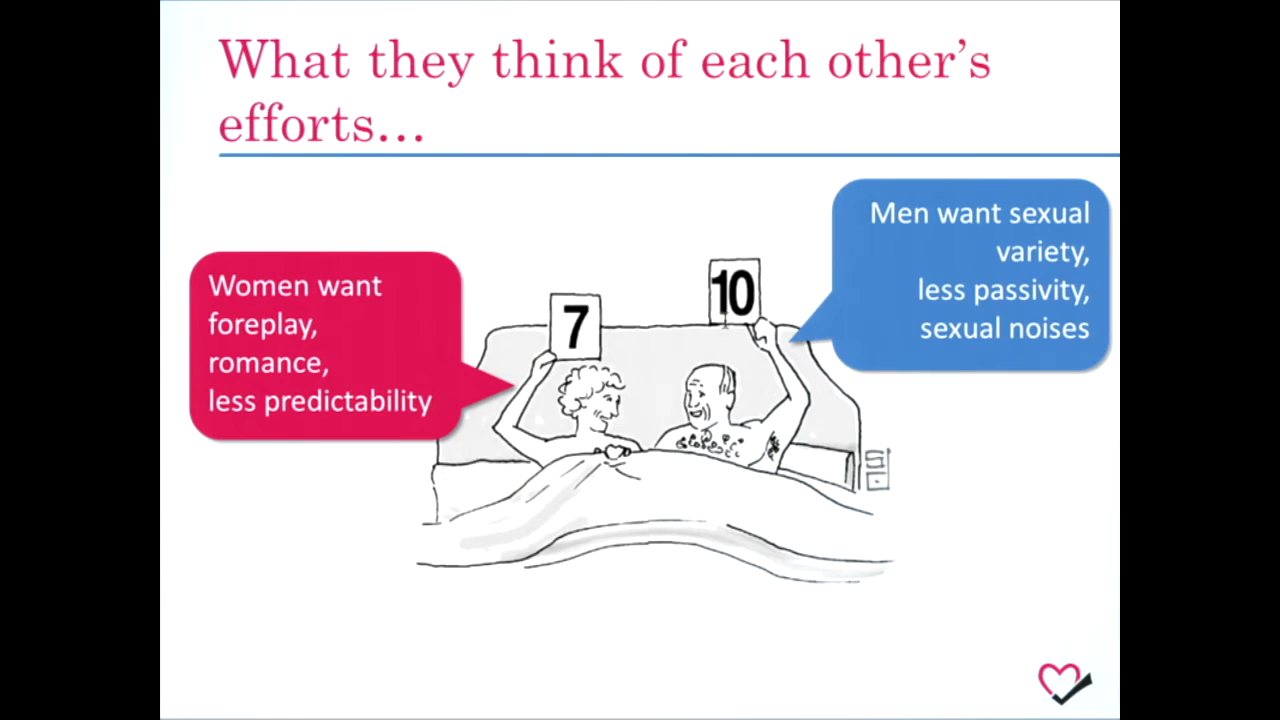 What they think of each other’s
efforts…
Women want
foreplay,
romance,
less predictability
Men want sexual
variety,
less passivity,
sexual noises
7
10